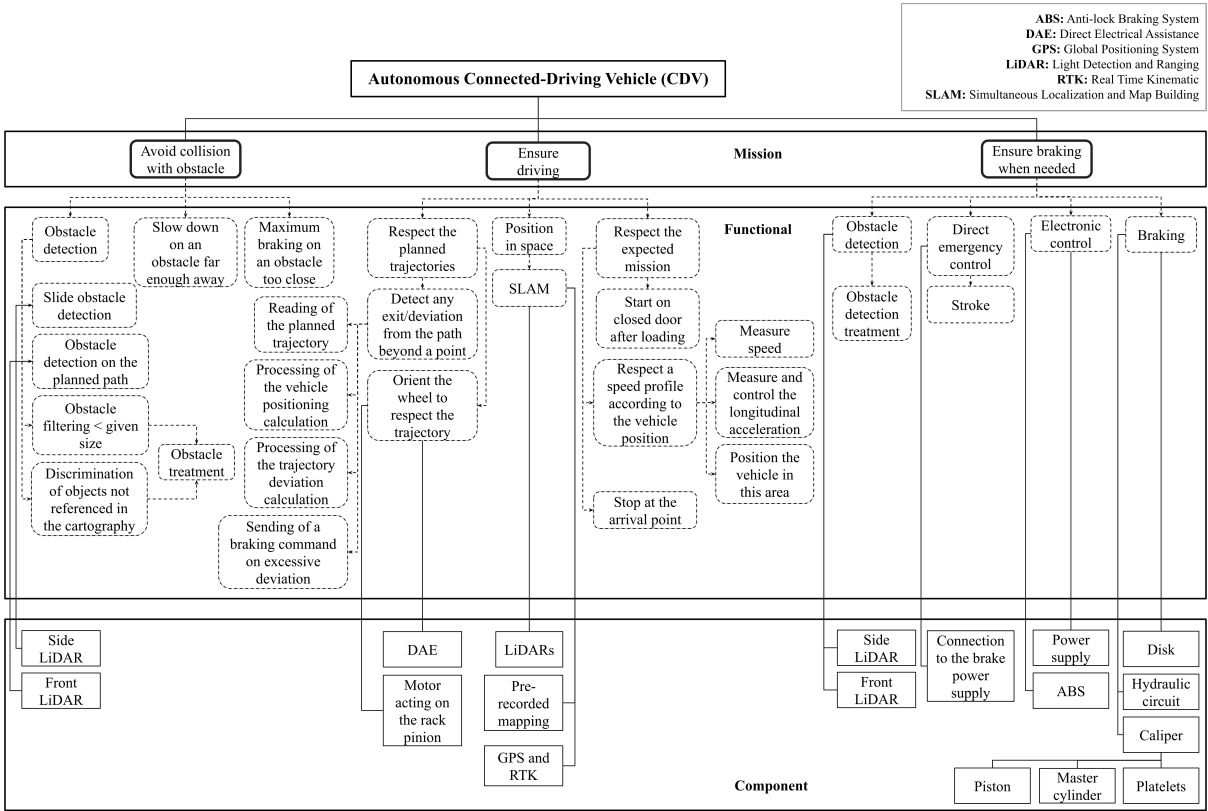 ABS: Anti-lock Braking System
DAE: Direct Electrical Assistance
GPS: Global Positioning System
LiDAR: Light Detection and Ranging
RTK: Real Time Kinematic
SLAM: Simultaneous Localization and Map Building
Autonomous Connected-Driving Vehicle (CDV)
Mission
Avoid collision
with obstacle
Ensure
driving
Ensure braking
when needed
Functional
Obstacle
detection
Slow down
on an
obstacle far
enough away
Maximum
braking on
an obstacle
too close
Respect the
planned
trajectories
Position
in space
Respect the
expected
mission
Obstacle
detection
Direct
emergency
control
Electronic
control
Braking
Slide obstacle
detection
Obstacle
detection on the
planned path
Obstacle
filtering < given
size
Discrimination
of objects not
referenced in
the cartography
Obstacle
treatment
Reading of
the planned
trajectory
Processing of
the vehicle
positioning
calculation
Processing of
the trajectory
deviation
calculation
Sending of a
braking command
on excessive
deviation
Detect any
exit/deviation
from the path
beyond a point
Orient the
wheel to
respect the
trajectory
SLAM
Start on
closed door
after loading
Respect a
speed profile
according to
the vehicle
position
Stop at the
arrival point
Measure
speed
Measure and
control the
longitudinal
acceleration
Position the
vehicle in
this area
Obstacle
detection
treatment
Stroke
Side
LiDAR
Front
LiDAR
DAE
Motor
acting on
the rack
pinion
LiDARs
Pre-
recorded
mapping
GPS and
RTK
Side
LiDAR
Front
LiDAR
Connection
to the brake
power
supply
Power
supply
ABS
Disk
Hydraulic
circuit
Caliper
Piston
Master
cylinder
Platelets
Component